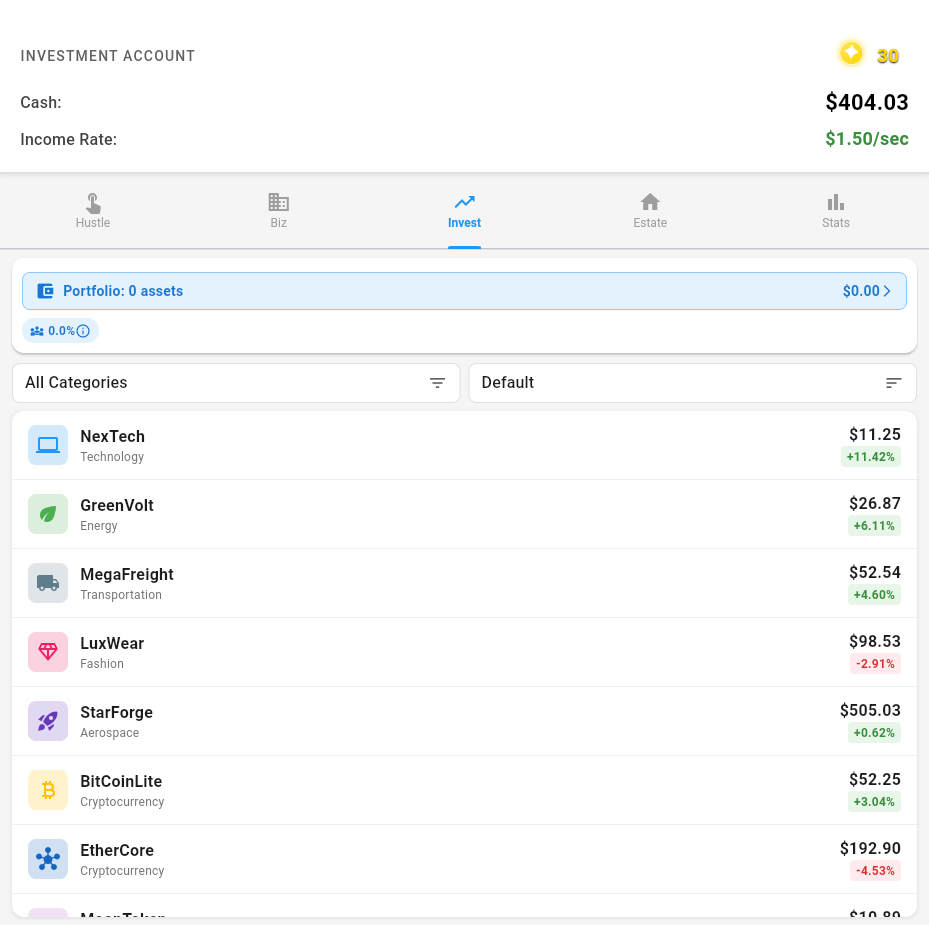 INVESTMENT ACCOUNT
30
Cash:
$404.03
Income Rate:
$1.50/sec
Hustle
Biz
Invest
Estate
Stats
Portfolio: 0 assets
$0.00
0.0%
All Categories
Default
NexTech
$11.25
Technology
+11.42%
GreenVolt
$26.87
Energy
+6.11%
MegaFreight
$52.54
Transportation
+4.60%
LuxWear
$98.53
Fashion
-2.91%
StarForge
$505.03
Aerospace
+0.62%
BitCoinLite
$52.25
Cryptocurrency
+3.04%
EtherCore
$192.90
Cryptocurrency
-4.53%